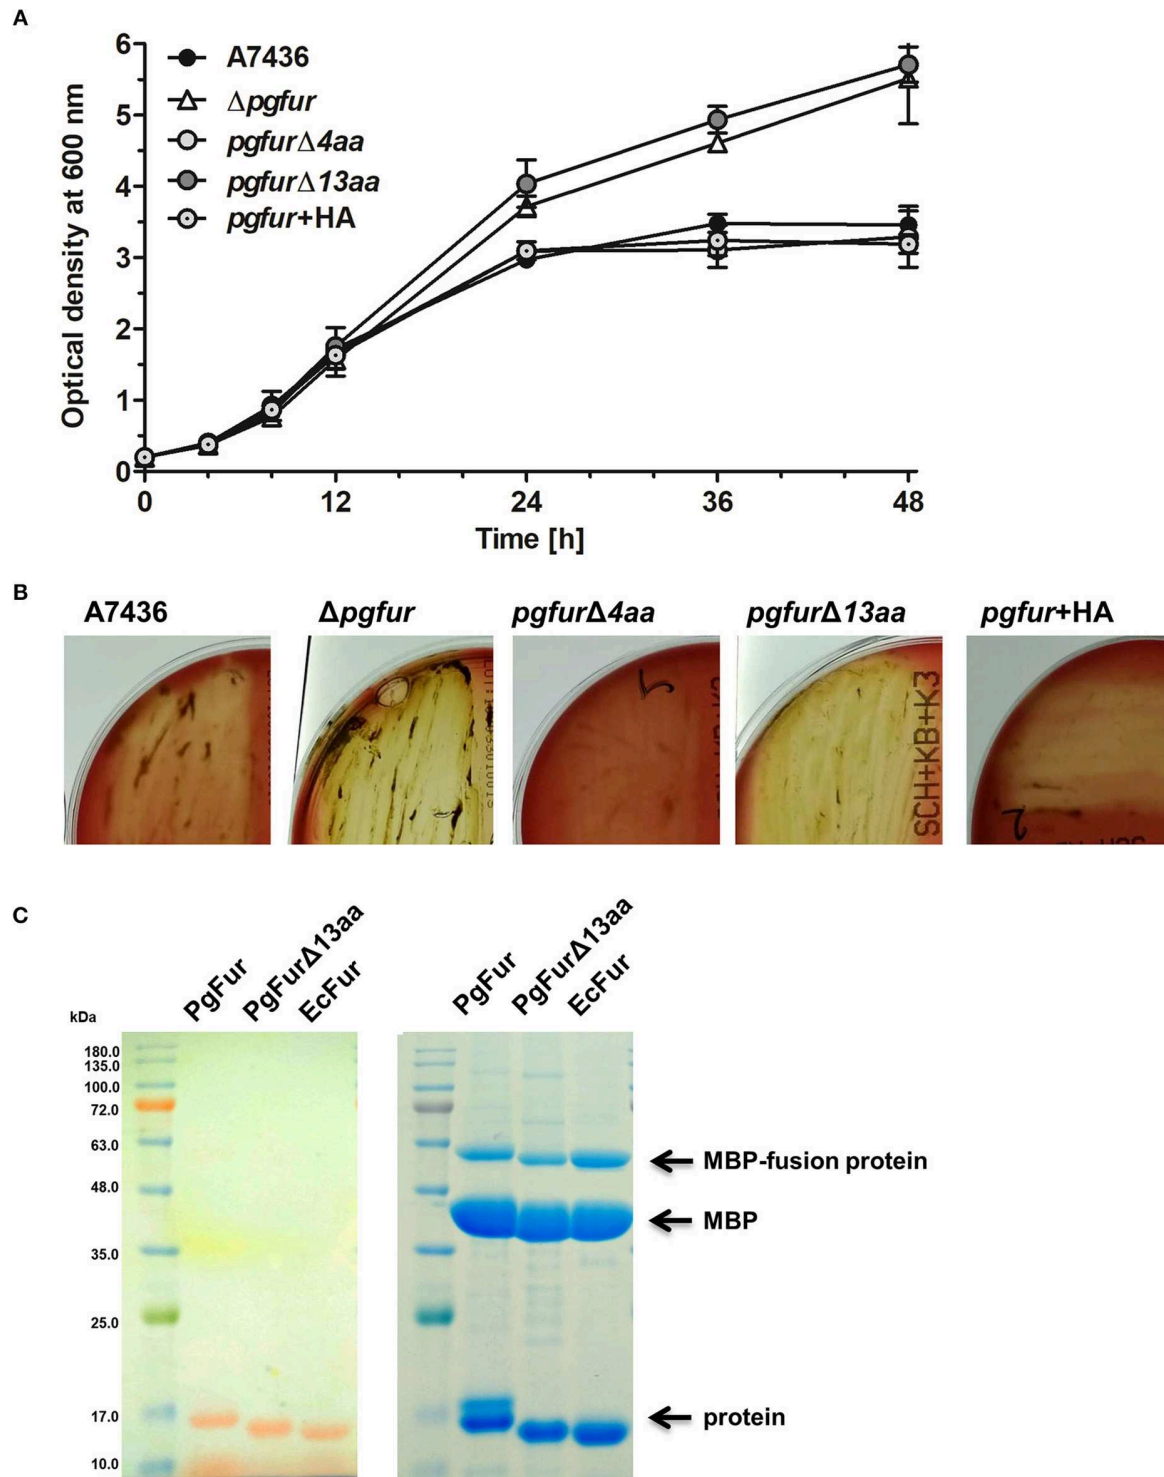 A
6
5
4
3
2
1
0
A7436
Δpgfur
pgfurΔ4aa
pgfurΔ13aa
pgfur+HA
Optical density at 600 nm
0 12 24 36 48
Time [h]
B
A7436 Δpgfur pgfurΔ4aa pgfurΔ13aa pgfur+HA
SCH+KB+K3
5
2
C
PgFur PgFurΔ13aa EcFur PgFur PgFurΔ13aa EcFur
kDa
180.0
135.0
100.0
72.0
63.0
48.0
35.0
25.0
17.0
10.0
MBP-fusion protein
MBP
protein